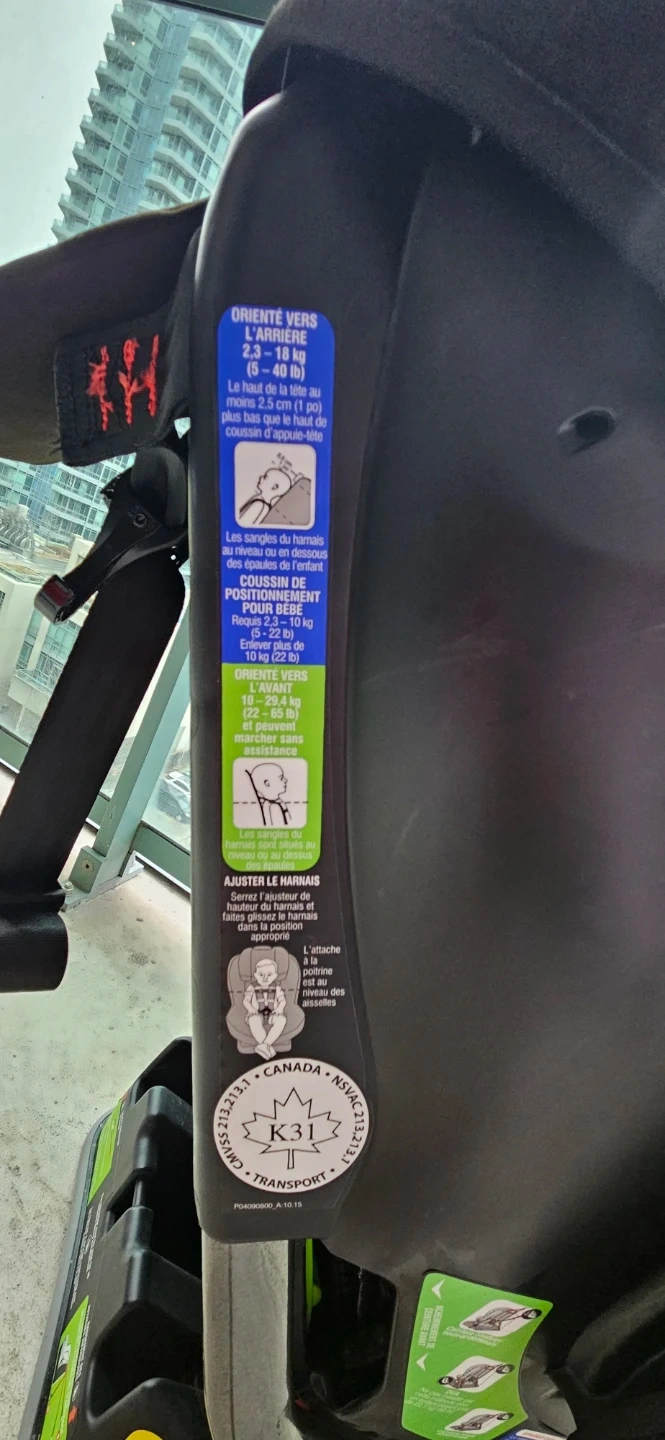 ORIENTÉ VERS
L'ARRIÈRE
2,3 – 18 kg
(5 – 40 lb)
Le haut de la tête au
moins 2,5 cm (1 po)
plus bas que le haut de
coussin d'appuie-tête
Les sangles du harnais
au niveau ou en dessous
des épaules de l'enfant
COUSSIN DE
POSITIONNEMENT
POUR BÉBÉ
Requis 2,3 – 10 kg
(5 - 22 lb)
Enlever plus de
10 kg (22 lb)
ORIENTÉ VERS
L'AVANT
10 – 29,4 kg
(22 – 65 lb)
et peuvent
marcher sans
assistance
Les sangles du
harnais sont situés au
niveau ou au dessus
des épaules
AJUSTER LE HARNAIS
Serrez l'ajusteur de
hauteur du harnais et
faites glissez le harnais
dans la position
approprié
L'attache
à la
poitrine
est au
niveau des
aisselles
• CANADA •
CMVSS 213,213.1
NSVAC 213,213.1
K31
• TRANSPORT •
P04090800_A:10.15